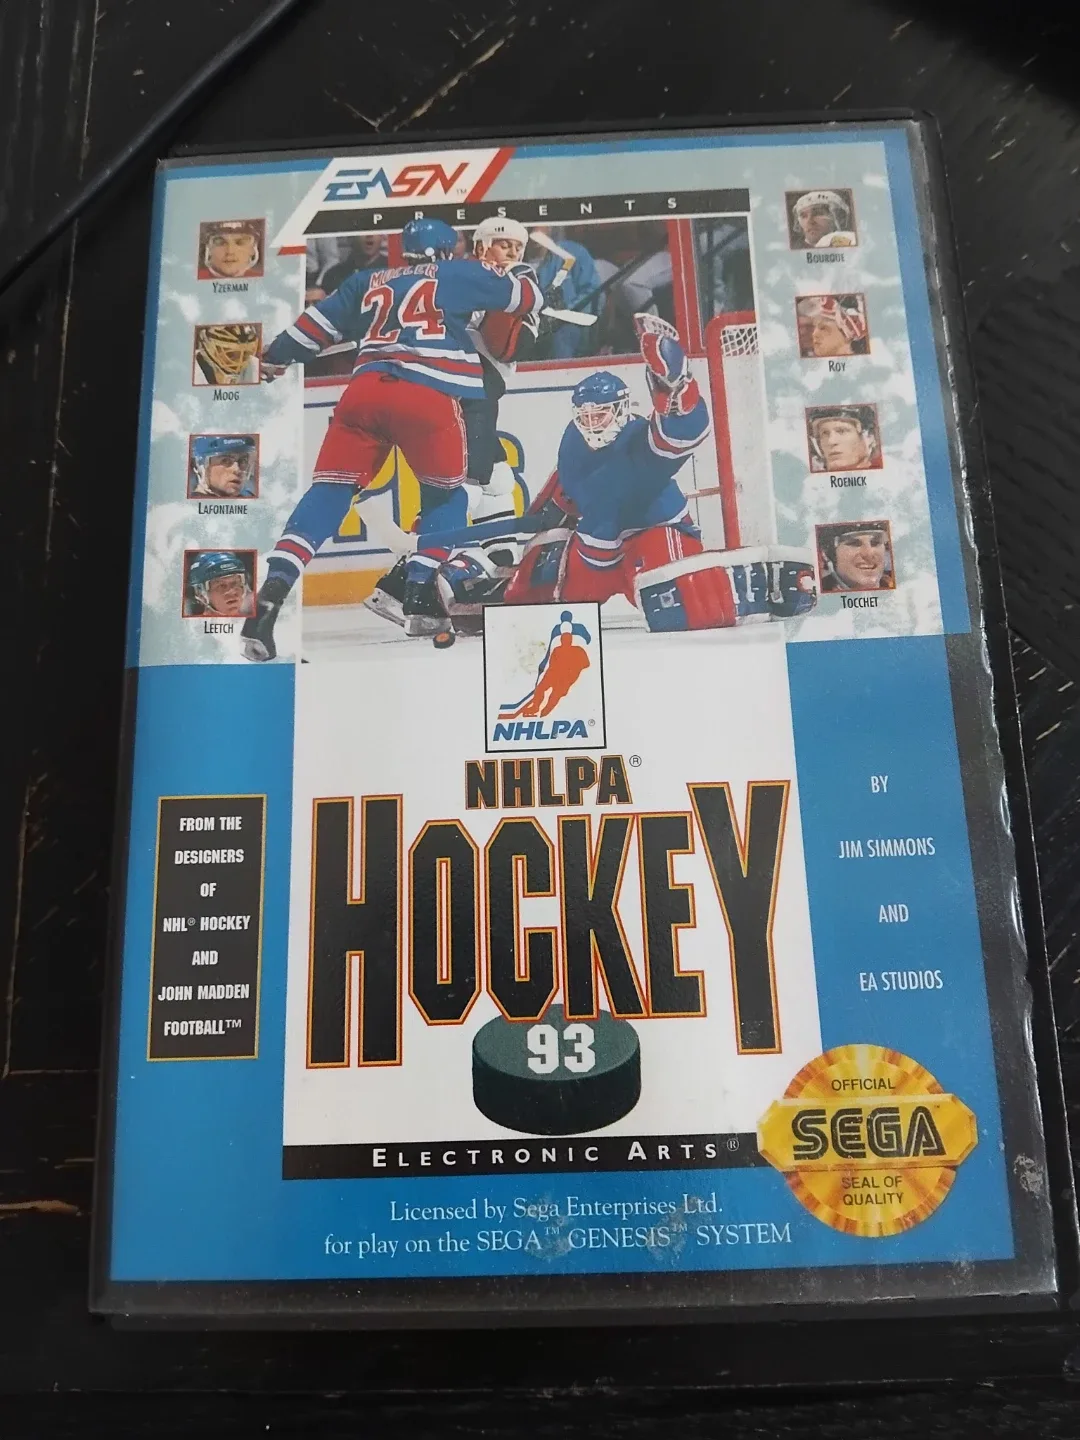 EASN™
PRESENTS
YZERMAN
MOOG
LAFONTAINE
LEETCH
BOURQUE
ROY
ROENICK
TOCCHET
24
NHLPA®
NHLPA®
HOCKEY
93
FROM THE
DESIGNERS
OF
NHL® HOCKEY
AND
JOHN MADDEN
FOOTBALL™
BY
JIM SIMMONS
AND
EA STUDIOS
ELECTRONIC ARTS®
OFFICIAL
SEGA
SEAL OF
QUALITY
Licensed by Sega Enterprises Ltd.
for play on the SEGA™ GENESIS™ SYSTEM